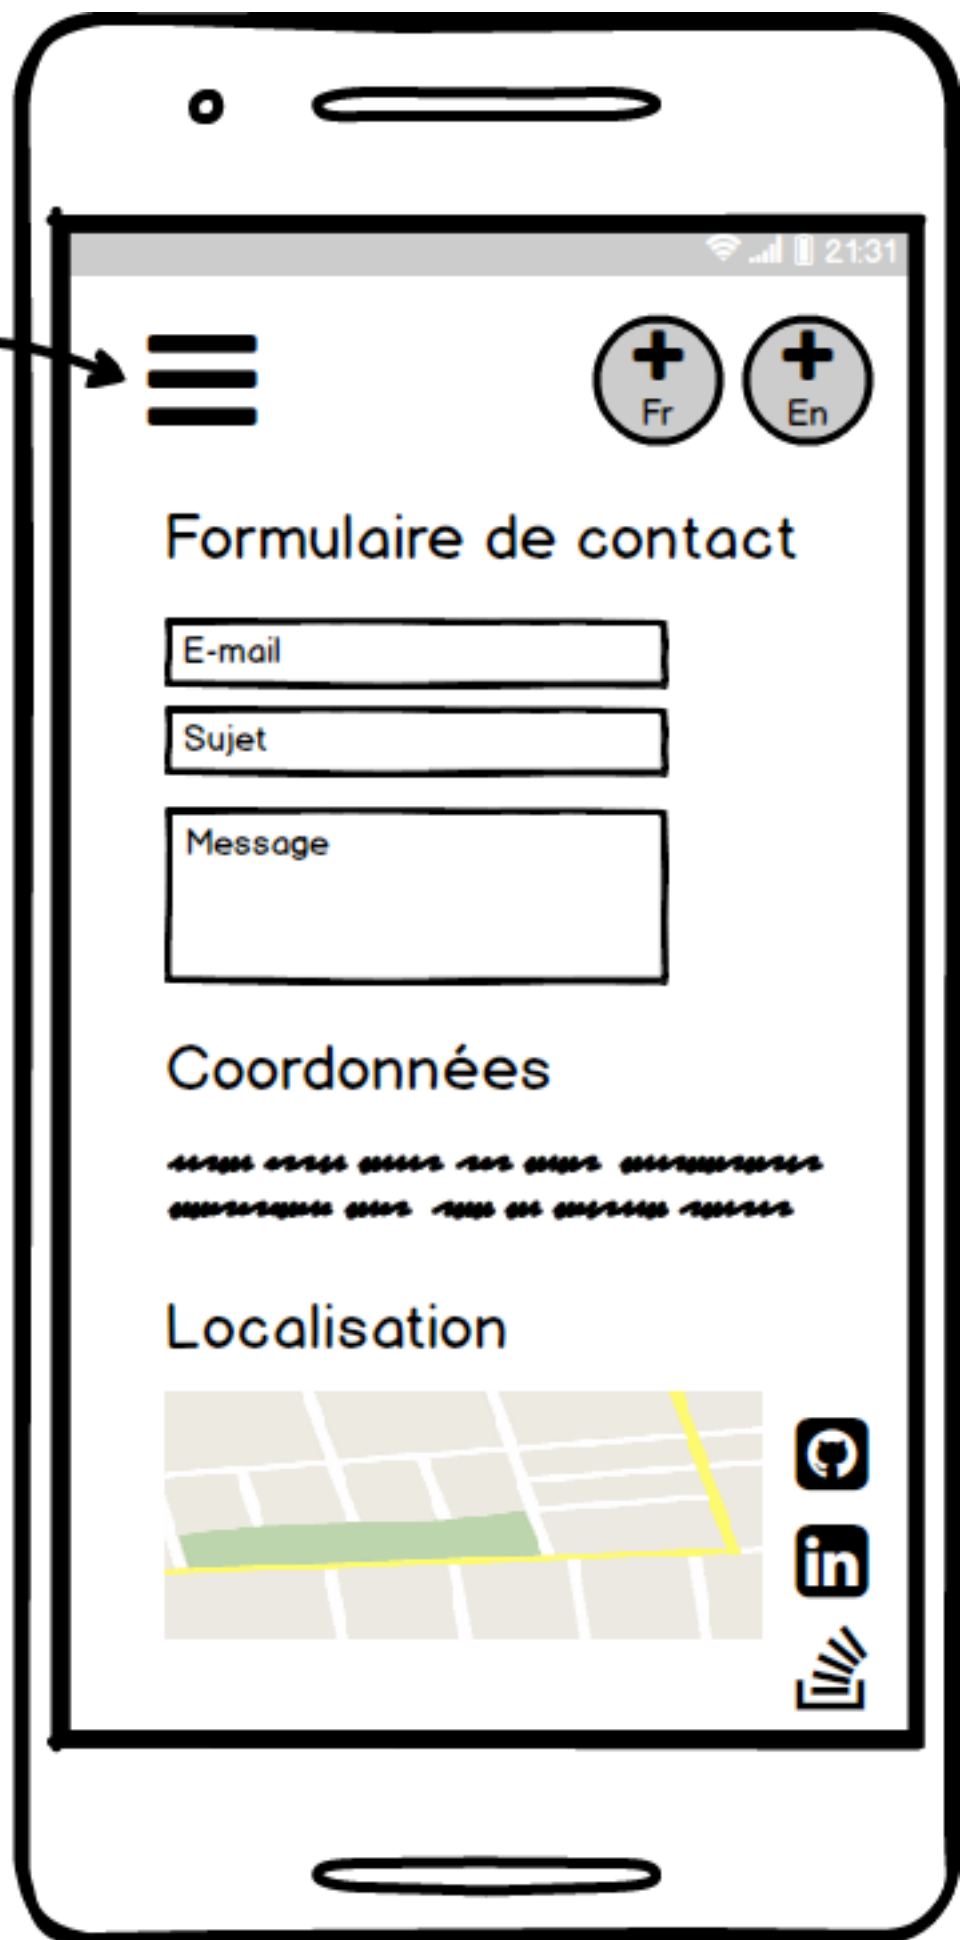 21:31
Fr En
Formulaire de contact
E-mail
Sujet
Message
Coordonnées
Localisation
in